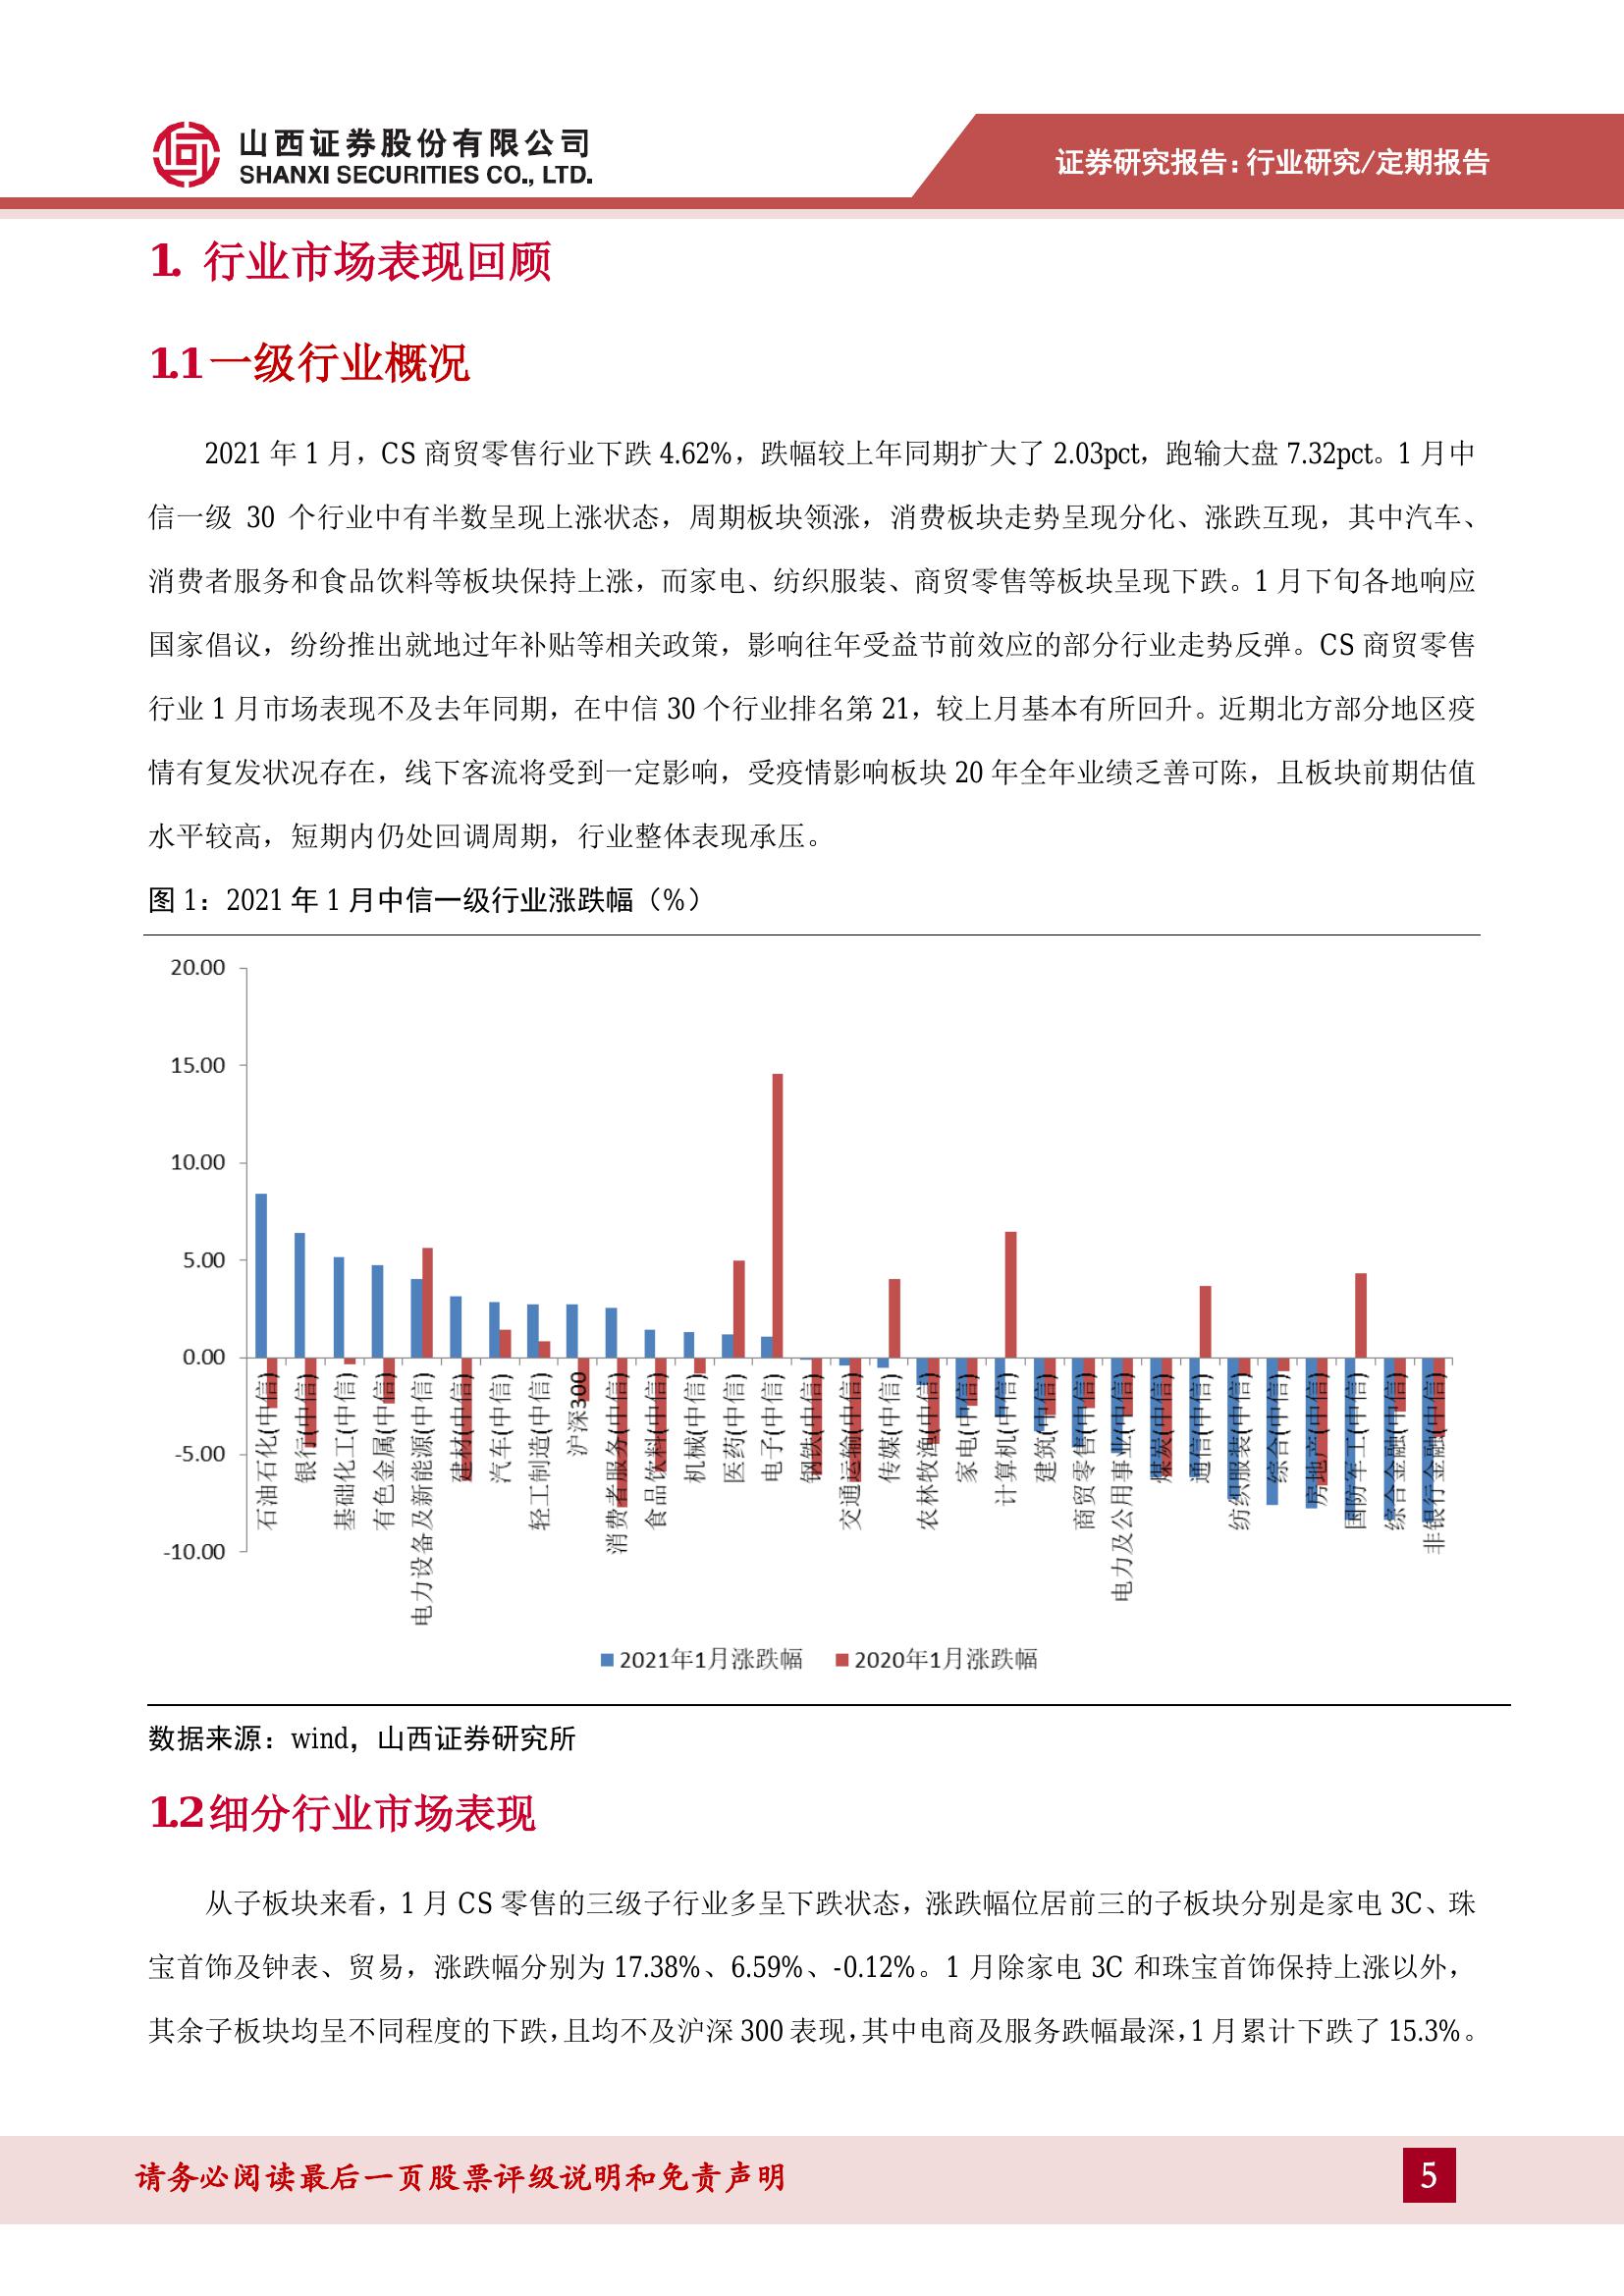 山西证券股份有限公司
SHANXI SECURITIES CO., LTD.
证券研究报告：行业研究/定期报告
1. 行业市场表现回顾
1.1 一级行业概况
2021 年 1 月，CS 商贸零售行业下跌 4.62%，跌幅较上年同期扩大了 2.03pct，跑输大盘 7.32pct。1 月中
信一级 30 个行业中有半数呈现上涨状态，周期板块领涨，消费板块走势呈现分化、涨跌互现，其中汽车、
消费者服务和食品饮料等板块保持上涨，而家电、纺织服装、商贸零售等板块呈现下跌。1 月下旬各地响应
国家倡议，纷纷推出就地过年补贴等相关政策，影响往年受益节前效应的部分行业走势反弹。CS 商贸零售
行业 1 月市场表现不及去年同期，在中信 30 个行业排名第 21，较上月基本有所回升。近期北方部分地区疫
情有复发状况存在，线下客流将受到一定影响，受疫情影响板块 20 年全年业绩乏善可陈，且板块前期估值
水平较高，短期内仍处回调周期，行业整体表现承压。
图 1：2021 年 1 月中信一级行业涨跌幅（%）
20.00
15.00
10.00
5.00
0.00
-5.00
-10.00
石油石化(中信)
银行(中信)
基础化工(中信)
有色金属(中信)
电力设备及新能源(中信)
建材(中信)
汽车(中信)
轻工制造(中信)
沪深300
消费者服务(中信)
食品饮料(中信)
机械(中信)
医药(中信)
电子(中信)
钢铁(中信)
交通运输(中信)
传媒(中信)
农林牧渔(中信)
家电(中信)
计算机(中信)
建筑(中信)
商贸零售(中信)
电力及公用事业(中信)
煤炭(中信)
通信(中信)
纺织服装(中信)
综合(中信)
房地产(中信)
国防军工(中信)
综合金融(中信)
非银行金融(中信)
2021年1月涨跌幅
2020年1月涨跌幅
数据来源：wind，山西证券研究所
1.2 细分行业市场表现
从子板块来看，1 月 CS 零售的三级子行业多呈下跌状态，涨跌幅位居前三的子板块分别是家电 3C、珠
宝首饰及钟表、贸易，涨跌幅分别为 17.38%、6.59%、-0.12%。1 月除家电 3C 和珠宝首饰保持上涨以外，
其余子板块均呈不同程度的下跌，且均不及沪深 300 表现，其中电商及服务跌幅最深，1 月累计下跌了 15.3%。
请务必阅读最后一页股票评级说明和免责声明
5